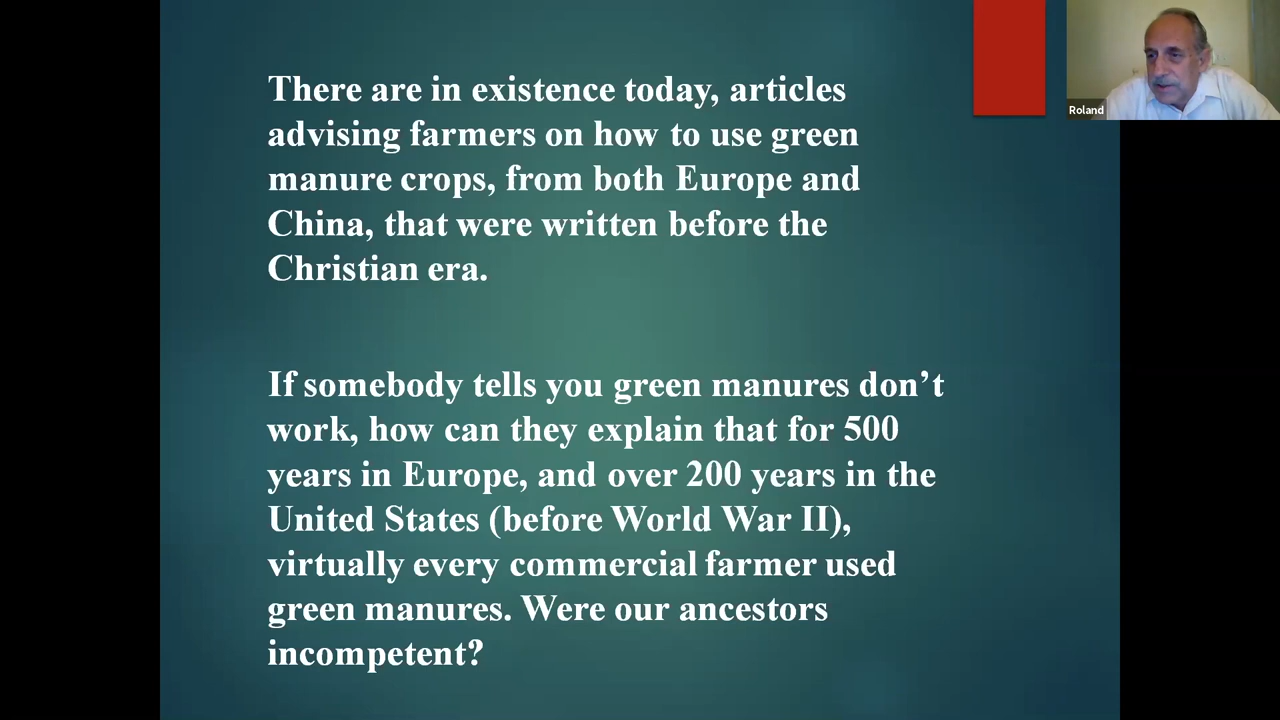 There are in existence today, articles
advising farmers on how to use green
manure crops, from both Europe and
China, that were written before the
Christian era.
If somebody tells you green manures don’t
work, how can they explain that for 500
years in Europe, and over 200 years in the
United States (before World War II),
virtually every commercial farmer used
green manures. Were our ancestors
incompetent?
Roland